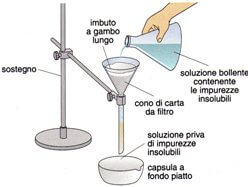 imbuto
a gambo
lungo
sostegno
soluzione bollente
contenente
le impurezze
insolubili
cono di carta
da filtro
soluzione priva
di impurezze
insolubili
capsula a
fondo piatto